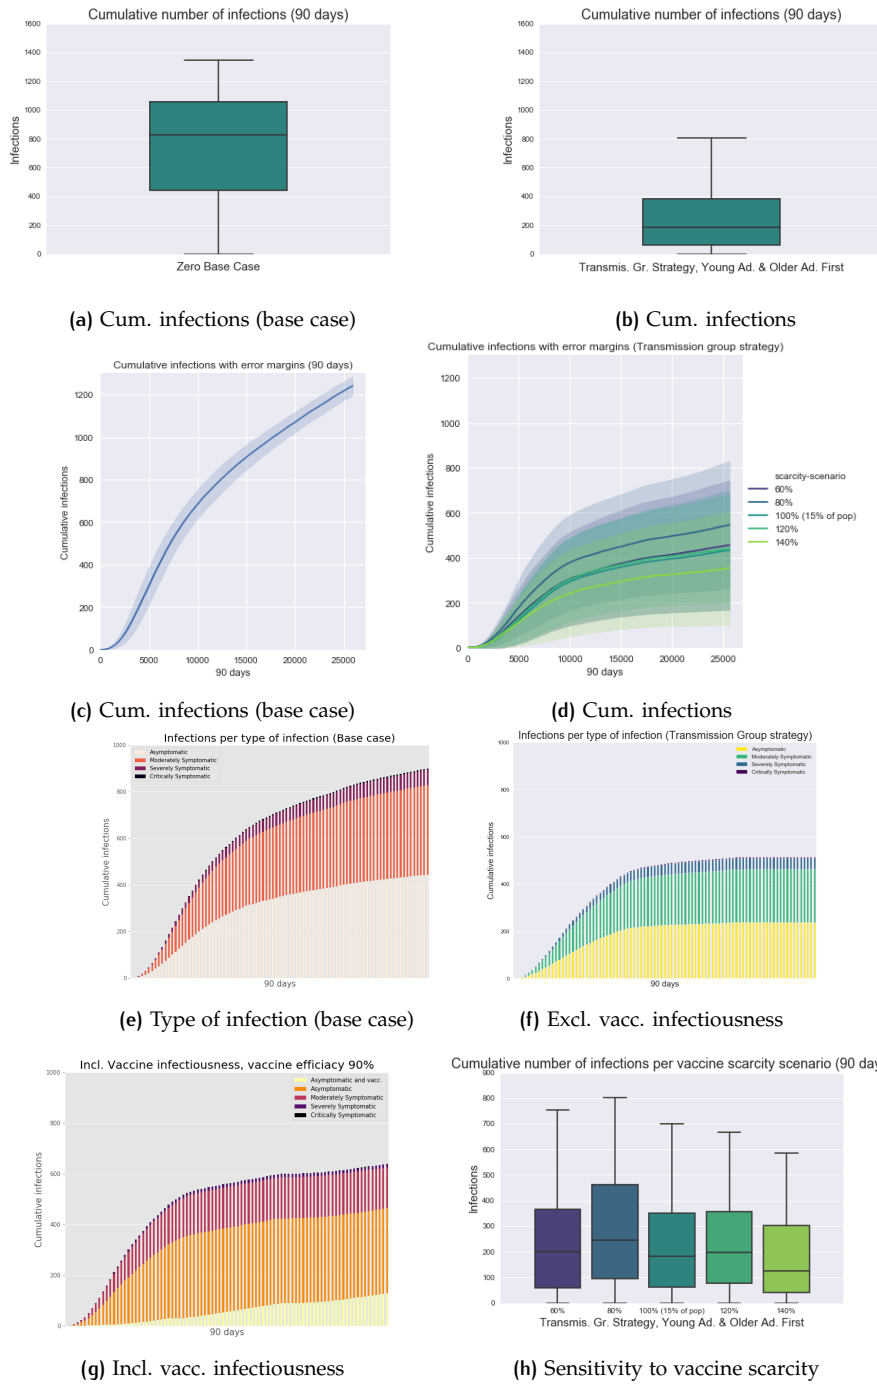 Cumulative number of infections (90 days)
1600
1400
1200
1000
800
600
400
200
0
Infections
Zero Base Case
(a) Cum. infections (base case)
Cumulative number of infections (90 days)
1600
1400
1200
1000
800
600
400
200
0
Infections
Transmis. Gr. Strategy, Young Ad. & Older Ad. First
(b) Cum. infections
Cumulative infections with error margins (90 days)
1200
1000
800
600
400
200
0
Cumulative infections
0 5000 10000 15000 20000 25000
90 days
(c) Cum. infections (base case)
Cumulative infections with error margins (Transmission group strategy)
1200
1000
800
600
400
200
0
Cumulative infections
0 5000 10000 15000 20000 25000
90 days
scarcity-scenario
60%
80%
100% (15% of pop)
120%
140%
(d) Cum. infections
Infections per type of infection (Base case)
1000
800
600
400
200
0
Cumulative infections
Asymptomatic
Moderately Symptomatic
Severely Symptomatic
Critically Symptomatic
90 days
(e) Type of infection (base case)
Infections per type of infection (Transmission Group strategy)
1000
800
600
400
200
0
Cumulative infections
Asymptomatic
Moderately Symptomatic
Severely Symptomatic
Critically Symptomatic
90 days
(f) Excl. vacc. infectiousness
Incl. Vaccine infectiousness, vaccine efficiacy 90%
1000
800
600
400
200
0
Cumulative infections
Asymptomatic and vacc.
Asymptomatic
Moderately Symptomatic
Severely Symptomatic
Critically Symptomatic
90 days
(g) Incl. vacc. infectiousness
Cumulative number of infections per vaccine scarcity scenario (90 day
900
800
700
600
500
400
300
200
100
0
Infections
60% 80% 100% (15% of pop) 120% 140%
Transmis. Gr. Strategy, Young Ad. & Older Ad. First
(h) Sensitivity to vaccine scarcity